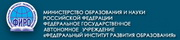 ФИРО
МИНИСТЕРСТВО ОБРАЗОВАНИЯ И НАУКИ
РОССИЙСКОЙ ФЕДЕРАЦИИ
ФЕДЕРАЛЬНОЕ ГОСУДАРСТВЕННОЕ
АВТОНОМНОЕ УЧРЕЖДЕНИЕ
«ФЕДЕРАЛЬНЫЙ ИНСТИТУТ РАЗВИТИЯ ОБРАЗОВАНИЯ»